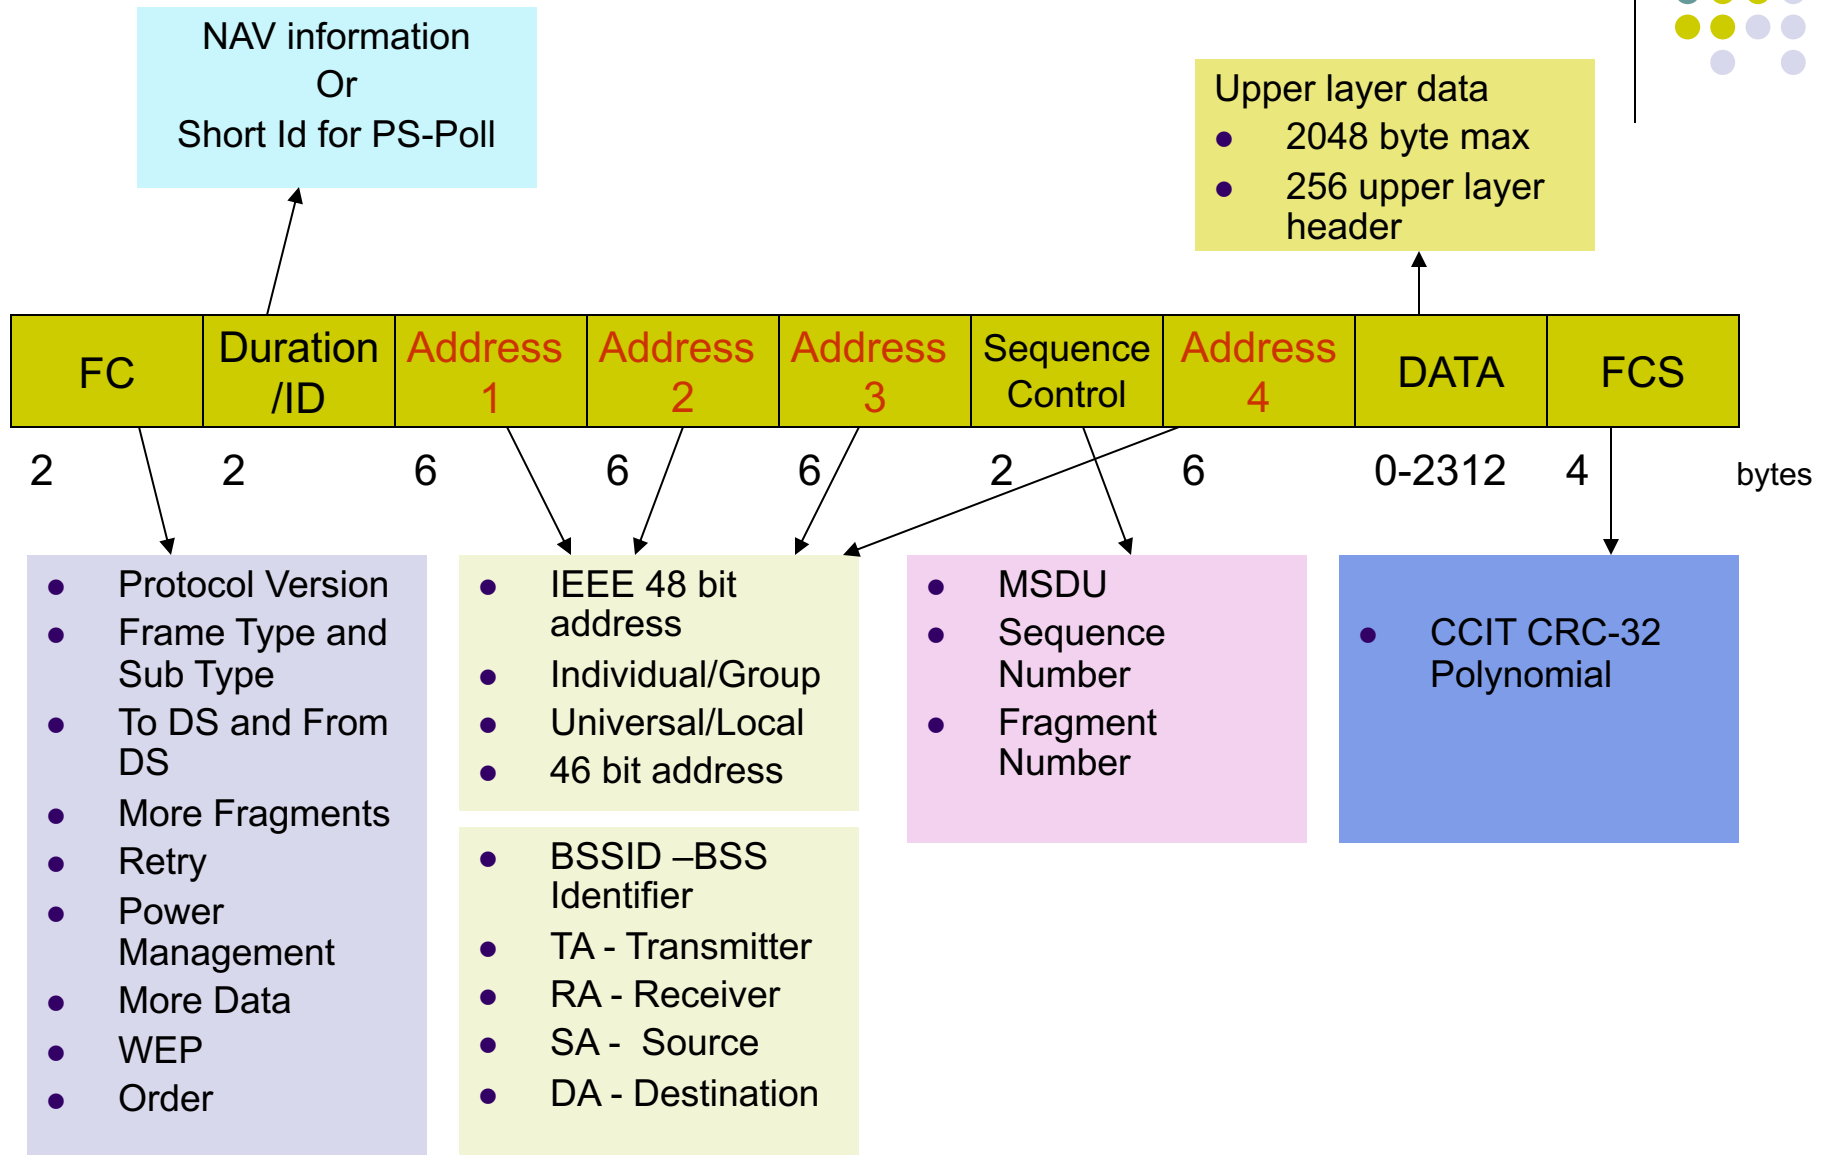 NAV information
Or
Short Id for PS-Poll
Upper layer data
● 2048 byte max
● 256 upper layer
header
FC
Duration
/ID
Address
1
Address
2
Address
3
Sequence
Control
Address
4
DATA
FCS
2 2 6 6 6 2 6 0-2312 4 bytes
● Protocol Version
● Frame Type and
Sub Type
● To DS and From
DS
● More Fragments
● Retry
● Power
Management
● More Data
● WEP
● Order
● IEEE 48 bit
address
● Individual/Group
● Universal/Local
● 46 bit address
● BSSID –BSS
Identifier
● TA - Transmitter
● RA - Receiver
● SA - Source
● DA - Destination
● MSDU
● Sequence
Number
● Fragment
Number
● CCIT CRC-32
Polynomial